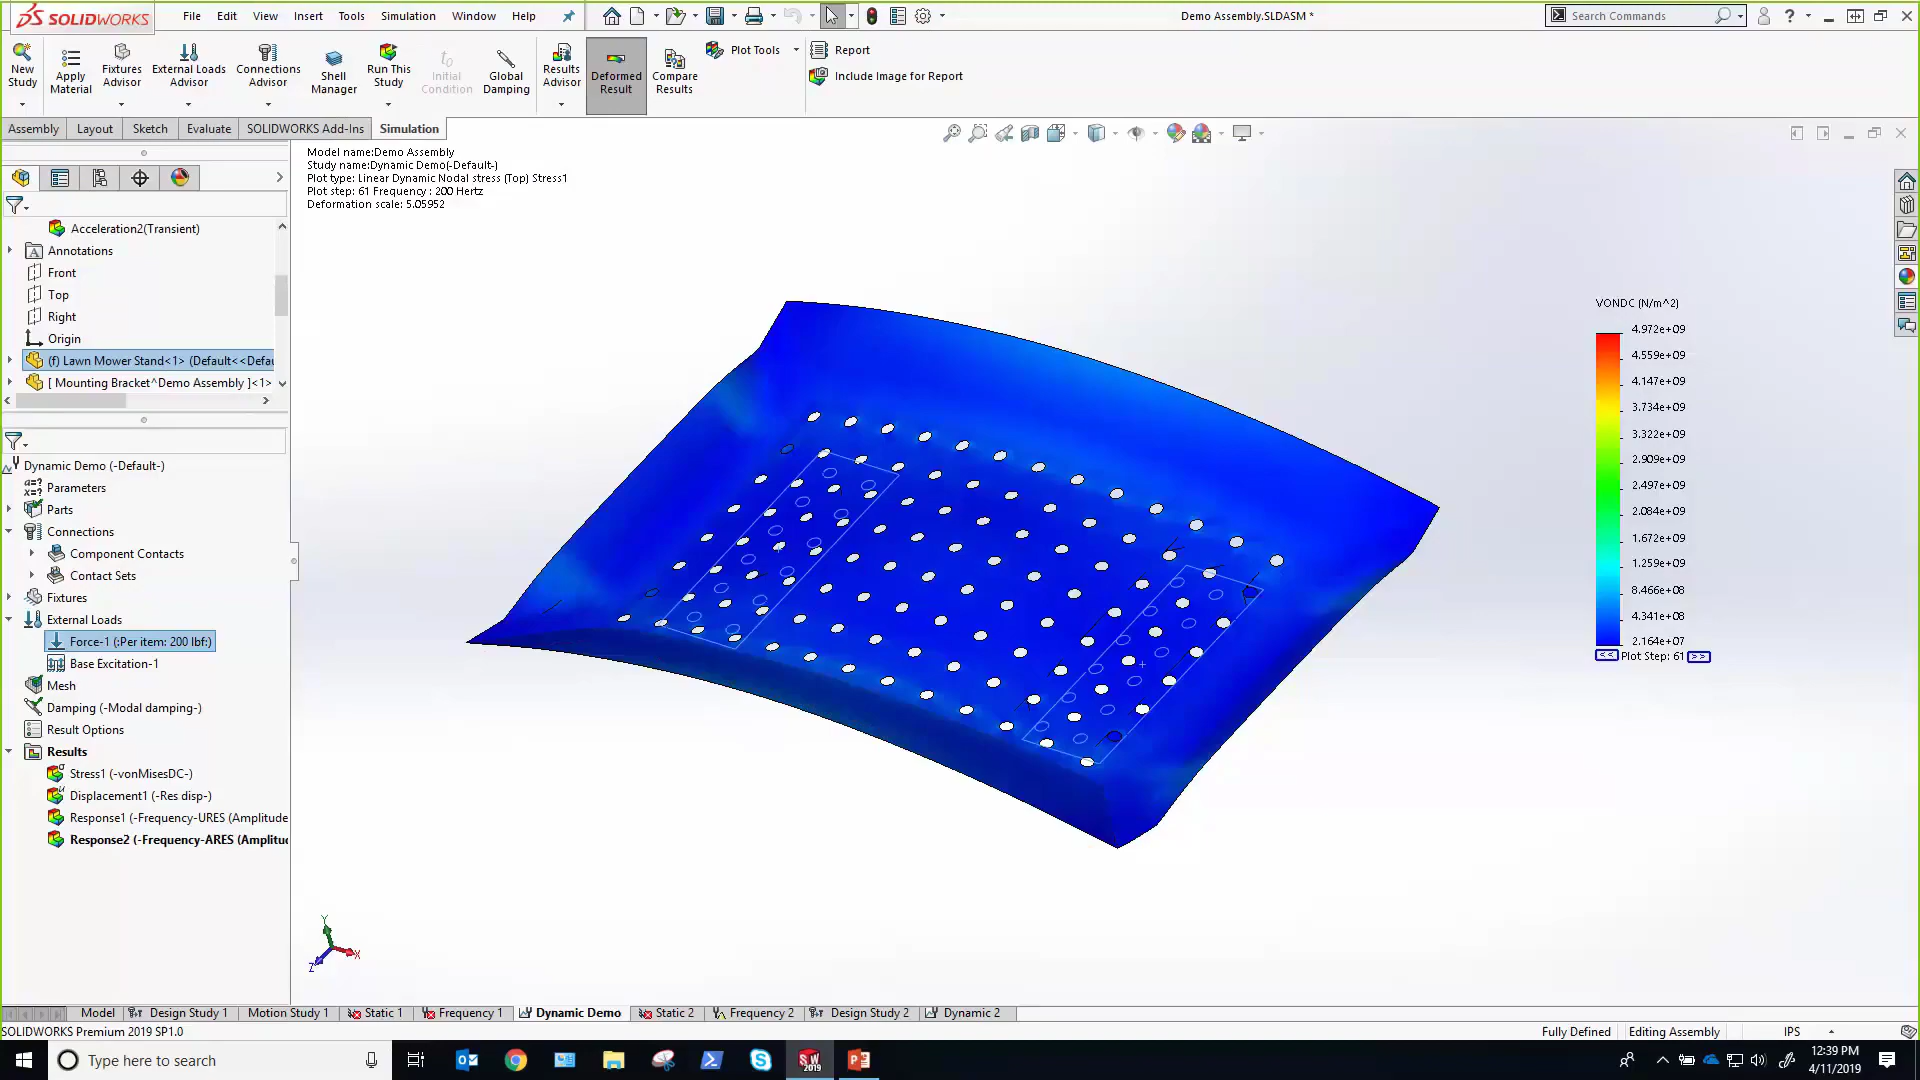 SOLIDWORKS
File Edit View Insert Tools Simulation Window Help
Demo Assembly.SLDASM *
Search Commands
New Study
Apply Material
Fixtures Advisor
External Loads Advisor
Connections Advisor
Shell Manager
Run This Study
Initial Condition
Global Damping
Results Advisor
Deformed Result
Compare Results
Plot Tools
Report
Include Image for Report
Assembly Layout Sketch Evaluate SOLIDWORKS Add-Ins Simulation
Model name:Demo Assembly
Study name:Dynamic Demo(-Default-)
Plot type: Linear Dynamic Nodal stress (Top) Stress1
Plot step: 61 Frequency : 200 Hertz
Deformation scale: 5.05952
Acceleration2(Transient)
Annotations
Front
Top
Right
Origin
(f) Lawn Mower Stand<1> (Default<<Defau
[ Mounting Bracket^Demo Assembly ]<1>
Dynamic Demo (-Default-)
Parameters
Parts
Connections
Component Contacts
Contact Sets
Fixtures
External Loads
Force-1 (:Per item: 200 lbf:)
Base Excitation-1
Mesh
Damping (-Modal damping-)
Result Options
Results
Stress1 (-vonMisesDC-)
Displacement1 (-Res disp-)
Response1 (-Frequency-URES (Amplitude
Response2 (-Frequency-ARES (Amplitu
VONDC (N/m^2)
4.972e+09
4.559e+09
4.147e+09
3.734e+09
3.322e+09
2.909e+09
2.497e+09
2.084e+09
1.672e+09
1.259e+09
8.466e+08
4.341e+08
2.164e+07
<< Plot Step: 61 >>
Y
X
Z
Model Design Study 1 Motion Study 1 Static 1 Frequency 1 Dynamic Demo Static 2 Frequency 2 Design Study 2 Dynamic 2
SOLIDWORKS Premium 2019 SP1.0
Fully Defined Editing Assembly IPS
Type here to search
12:39 PM
4/11/2019